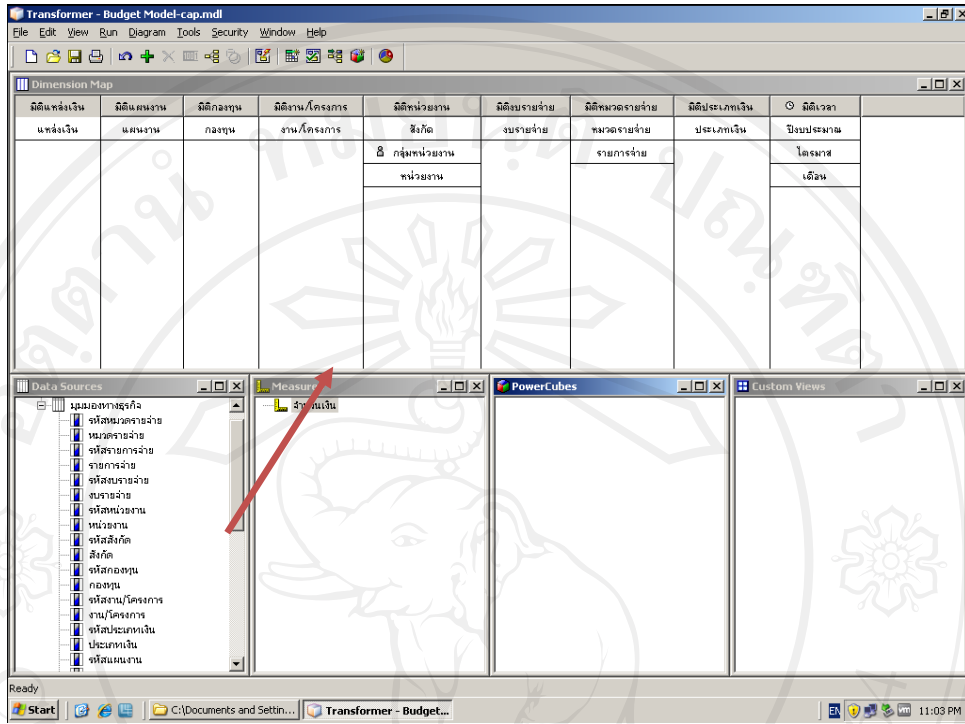 Transformer - Budget Model-cap.mdl
File Edit View Run Diagram Tools Security Window Help
Dimension Map
มิติแหล่งเงิน มิติแผนงาน มิติกองทุน มิติงาน/โครงการ มิติหน่วยงาน มิติงบรายจ่าย มิติหมวดรายจ่าย มิติประเภทเงิน มิติเวลา
แหล่งเงิน แผนงาน กองทุน งาน/โครงการ สังกัด งบรายจ่าย หมวดรายจ่าย ประเภทเงิน ปีงบประมาณ
กลุ่มหน่วยงาน รายการจ่าย ไตรมาส
หน่วยงาน เดือน
Data Sources Measure PowerCubes Custom Views
มุมมองทางธุรกิจ จำนวนเงิน
รหัสหมวดรายจ่าย
หมวดรายจ่าย
รหัสรายการจ่าย
รายการจ่าย
รหัสงบรายจ่าย
งบรายจ่าย
รหัสหน่วยงาน
หน่วยงาน
รหัสสังกัด
สังกัด
รหัสกองทุน
กองทุน
รหัสงาน/โครงการ
งาน/โครงการ
รหัสประเภทเงิน
ประเภทเงิน
รหัสแผนงาน
Ready
Start C:\Documents and Settin... Transformer - Budget... EN 11:03 PM